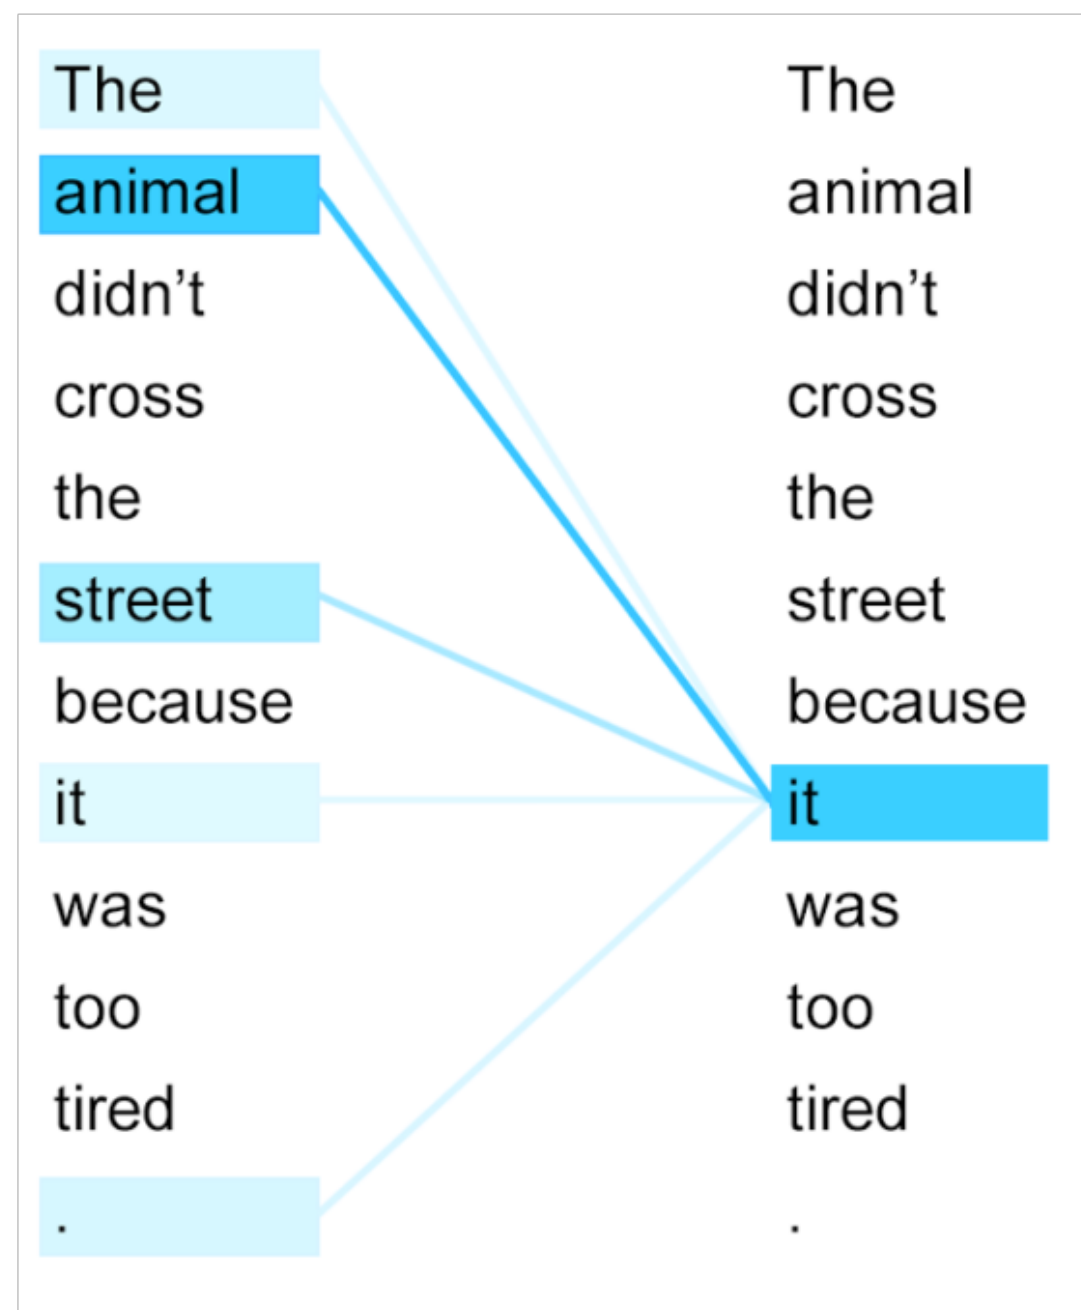 The
animal
didn’t
cross
the
street
because
it
was
too
tired
.
The
animal
didn’t
cross
the
street
because
it
was
too
tired
.